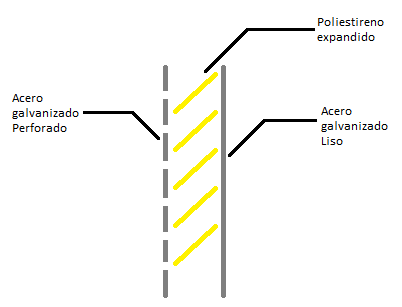 Poliestireno
expandido
Acero
galvanizado
Perforado
Acero
galvanizado
Liso